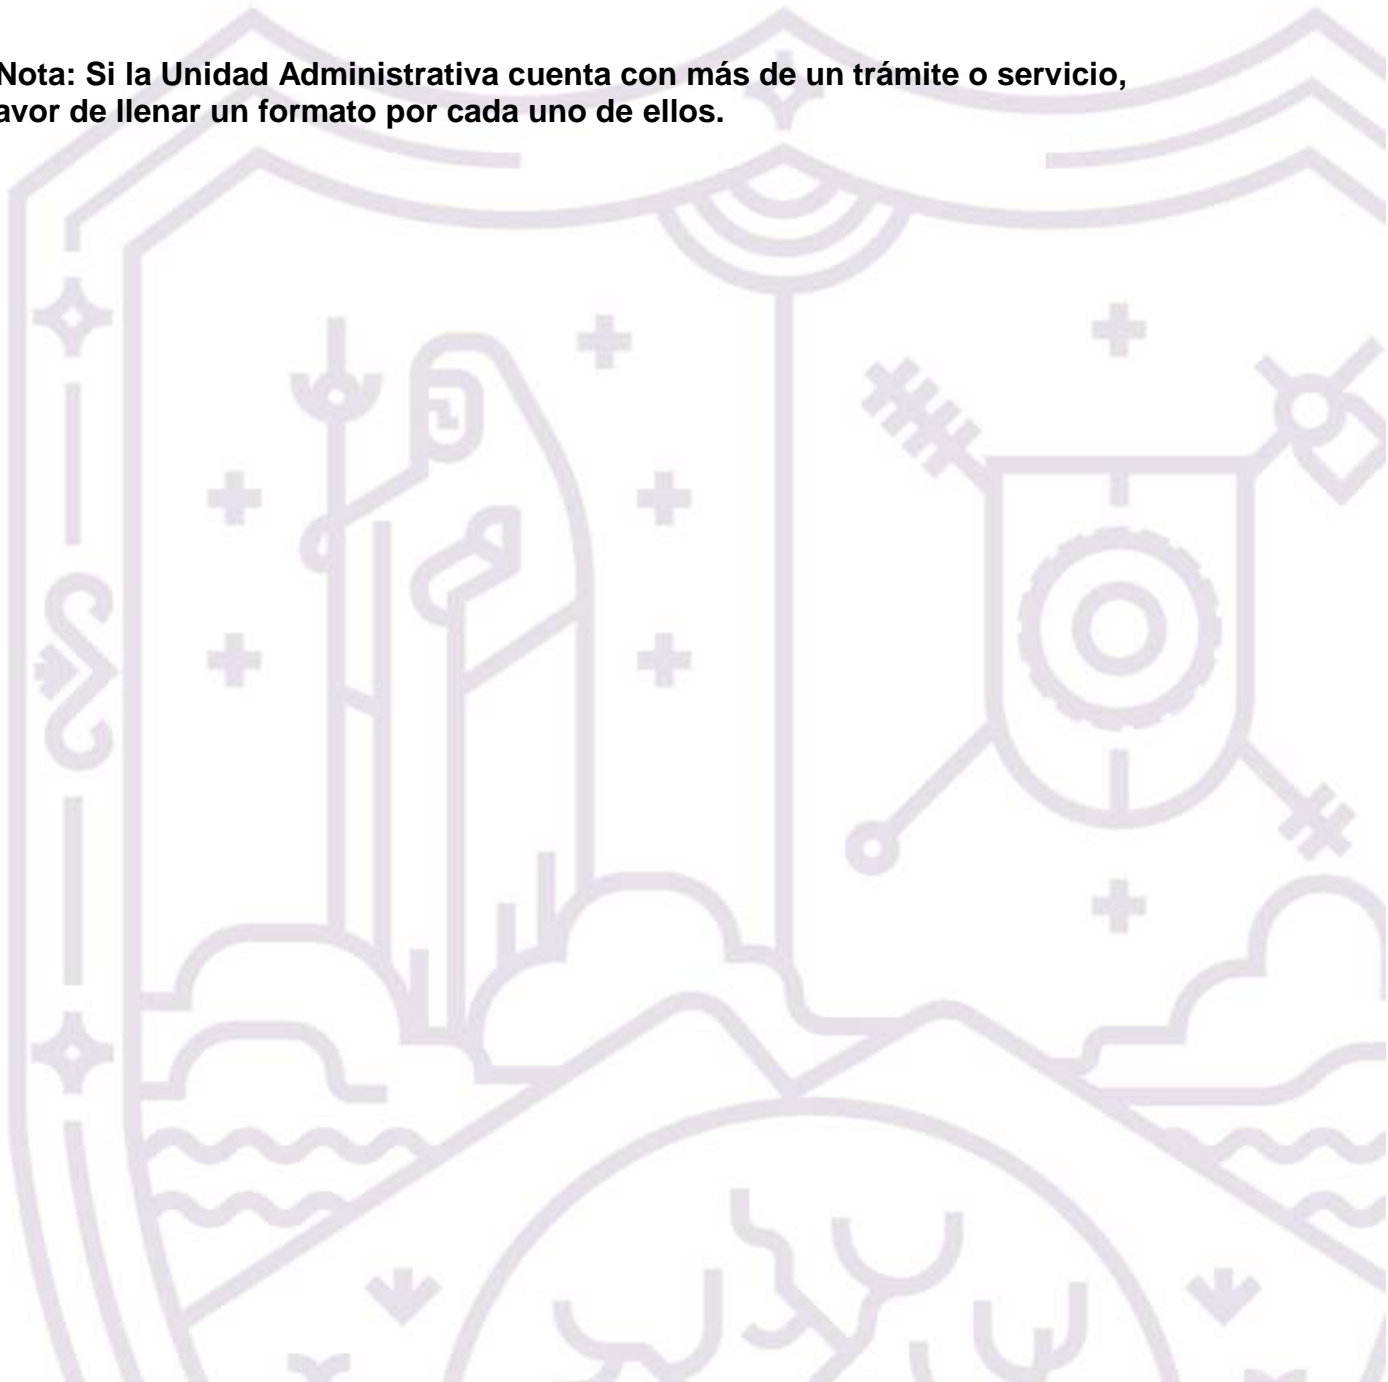 Nota: Si la Unidad Administrativa cuenta con más de un trámite o servicio,
avor de llenar un formato por cada uno de ellos.